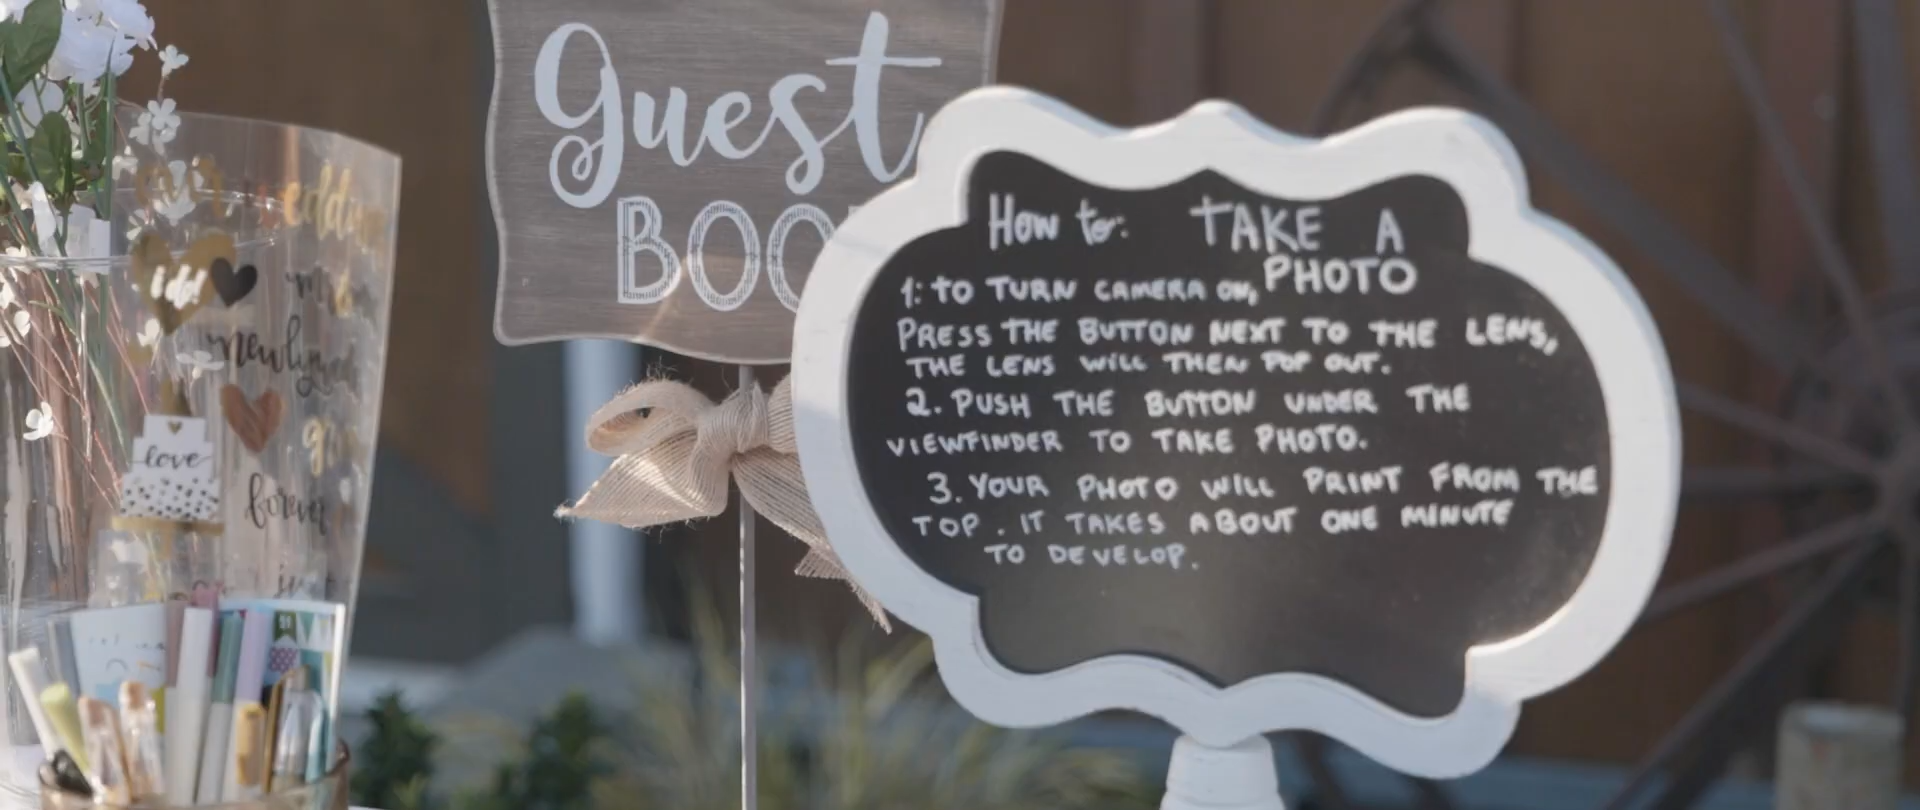 Guest
BOO
How to: TAKE A
PHOTO
1: TO TURN CAMERA ON,
PRESS THE BUTTON NEXT TO THE LENS,
THE LENS WILL THEN POP OUT.
2. PUSH THE BUTTON UNDER THE
VIEWFINDER TO TAKE PHOTO.
3. YOUR PHOTO WILL PRINT FROM THE
TOP. IT TAKES ABOUT ONE MINUTE
TO DEVELOP.
i do!
love
forever